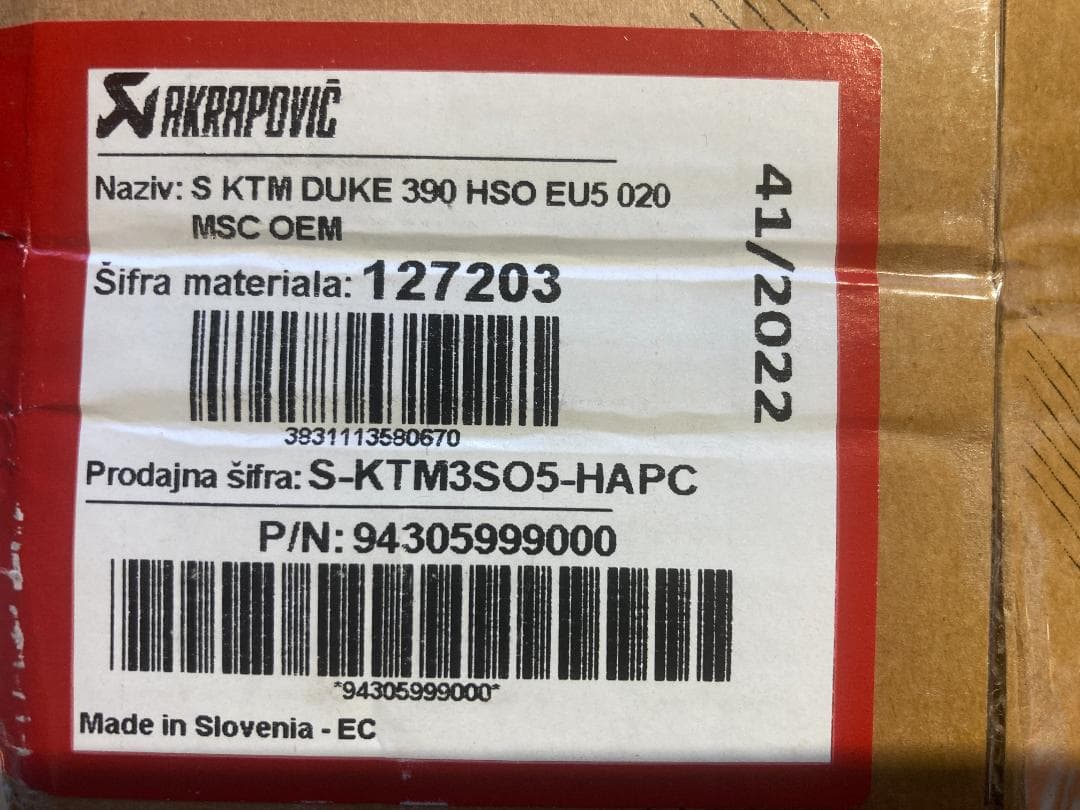 AKRAPOVIČ
Naziv: S KTM DUKE 390 HSO EU5 020
MSC OEM
Šifra materiala: 127203
3831113580670
Prodajna šifra: S-KTM3SO5-HAPC
P/N: 94305999000
*94305999000*
Made in Slovenia - EC
41/2022